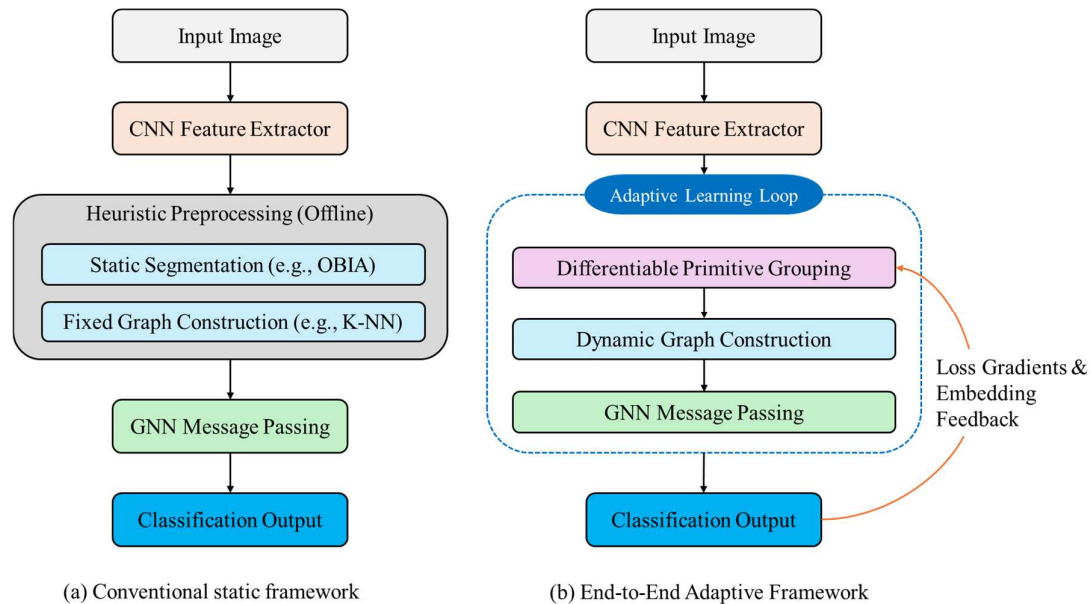 Input Image
CNN Feature Extractor
Heuristic Preprocessing (Offline)
Static Segmentation (e.g., OBIA)
Fixed Graph Construction (e.g., K-NN)
GNN Message Passing
Classification Output
(a) Conventional static framework
Input Image
CNN Feature Extractor
Adaptive Learning Loop
Differentiable Primitive Grouping
Dynamic Graph Construction
GNN Message Passing
Loss Gradients &
Embedding
Feedback
Classification Output
(b) End-to-End Adaptive Framework